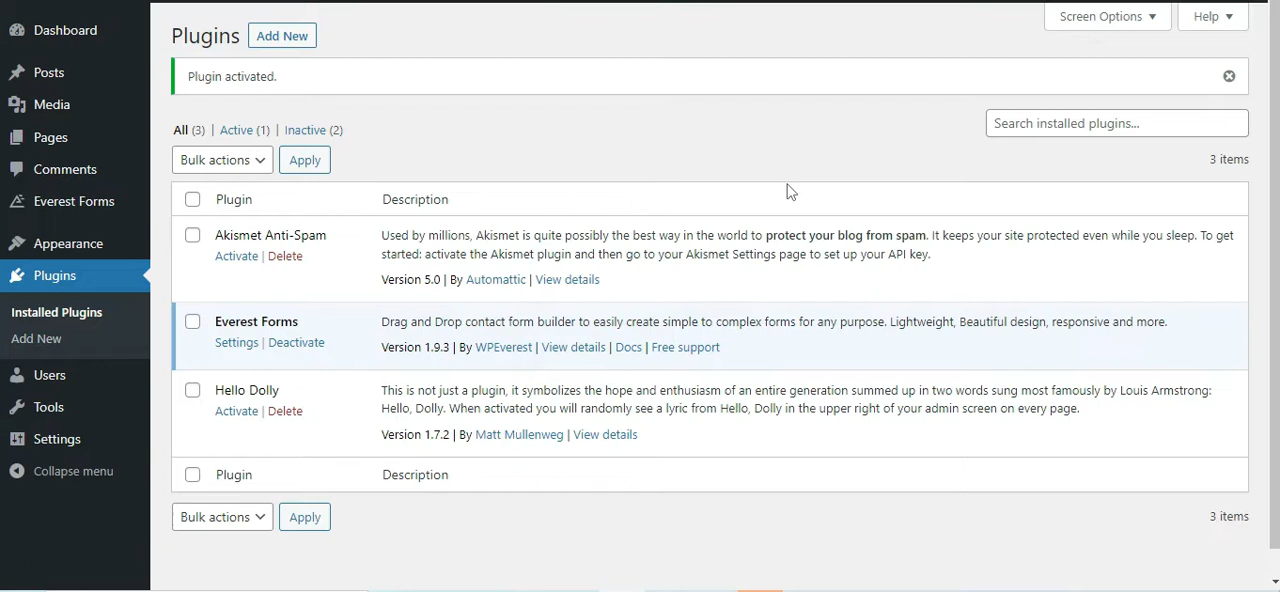 Dashboard
Posts
Media
Pages
Comments
Everest Forms
Appearance
Plugins
Installed Plugins
Add New
Users
Tools
Settings
Collapse menu
Screen Options
Help
Plugins
Add New
Plugin activated.
All (3) | Active (1) | Inactive (2)
Search installed plugins...
Bulk actions
Apply
3 items
Plugin Description
Akismet Anti-Spam
Activate | Delete
Used by millions, Akismet is quite possibly the best way in the world to protect your blog from spam. It keeps your site protected even while you sleep. To get
started: activate the Akismet plugin and then go to your Akismet Settings page to set up your API key.
Version 5.0 | By Automattic | View details
Everest Forms
Settings | Deactivate
Drag and Drop contact form builder to easily create simple to complex forms for any purpose. Lightweight, Beautiful design, responsive and more.
Version 1.9.3 | By WPEverest | View details | Docs | Free support
Hello Dolly
Activate | Delete
This is not just a plugin, it symbolizes the hope and enthusiasm of an entire generation summed up in two words sung most famously by Louis Armstrong:
Hello, Dolly. When activated you will randomly see a lyric from Hello, Dolly in the upper right of your admin screen on every page.
Version 1.7.2 | By Matt Mullenweg | View details
Plugin Description
Bulk actions
Apply
3 items